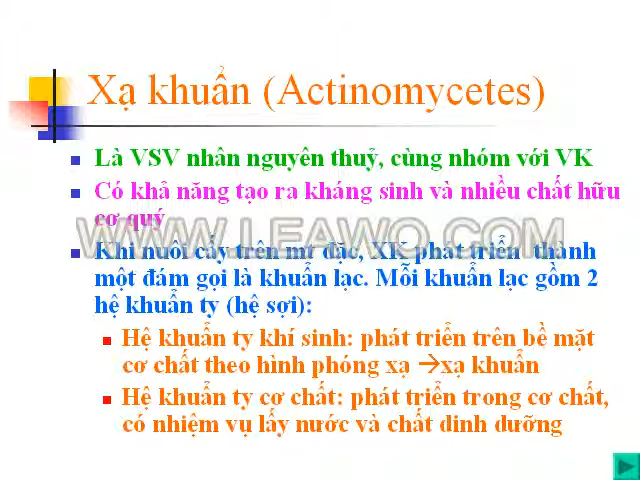 Xạ khuẩn (Actinomycetes)
Là VSV nhân nguyên thuỷ, cùng nhóm với VK
Có khả năng tạo ra kháng sinh và nhiều chất hữu
cơ quý
WWW.LEAWO.COM
Khi nuôi cấy trên mt đặc, XK phát triển thành
một đám gọi là khuẩn lạc. Mỗi khuẩn lạc gồm 2
hệ khuẩn ty (hệ sợi):
Hệ khuẩn ty khí sinh: phát triển trên bề mặt
cơ chất theo hình phóng xạ →xạ khuẩn
Hệ khuẩn ty cơ chất: phát triển trong cơ chất,
có nhiệm vụ lấy nước và chất dinh dưỡng